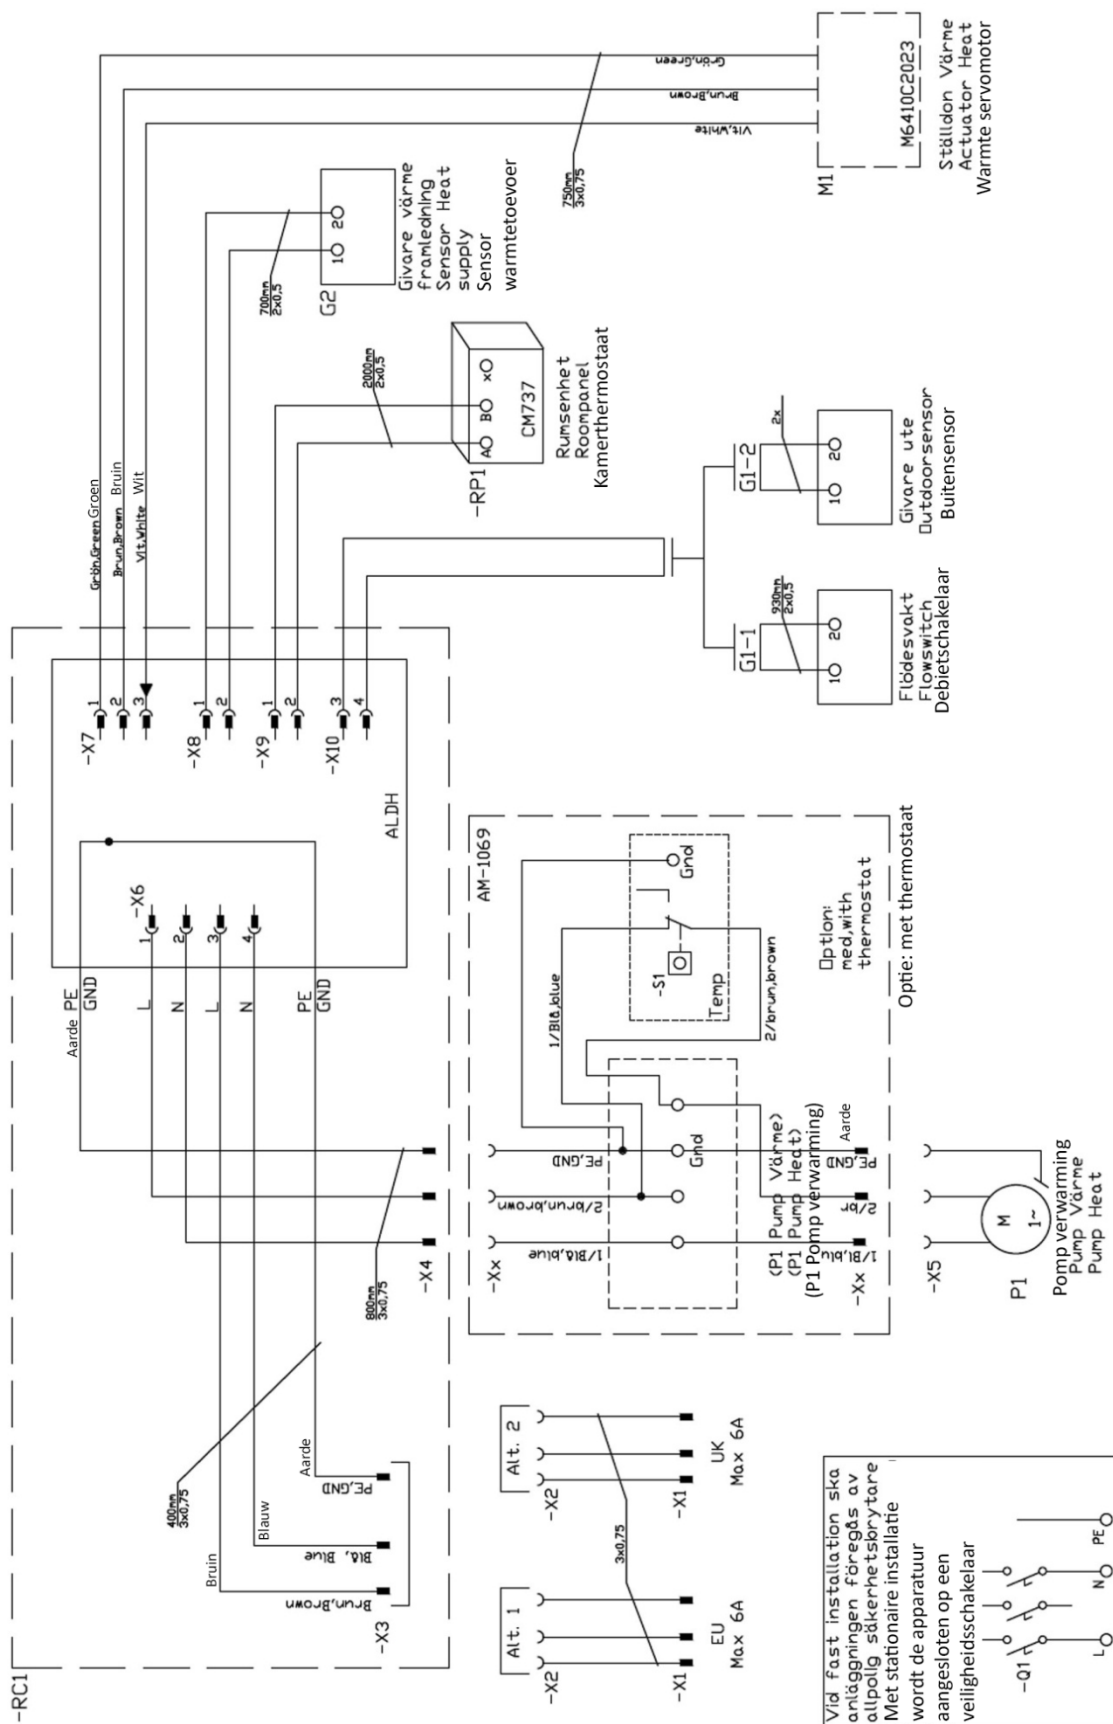 -RC1
Grön,Green Groen
Brun,Brown Bruin
Vit,White Wit
-X7
1
2
3
-X8
1
2
-X9
1
2
-X10
3
4
ALDH
-X6
1
2
3
4
Aarde
PE
GND
L
N
L
N
PE
GND
400mm
3x0,75
800mm
3x0,75
Bruin
Blauw
Aarde
Brun,Brown
Blå, Blue
PE,GND
-X3
-X4
Grön,Green
Brun,Brown
Vit,White
750mm
3x0,75
M1
M6410C2023
Ställdon Värme
Actuator Heat
Warmte servomotor
700mm
2x0,5
G2
1
2
Givare värme
framledning
Sensor Heat
supply
Sensor
warmtetoevoer
2000mm
2x0,5
-RP1
A
B
x
CM737
Rumsenhet
Roompanel
Kamerthermostaat
G1-1
930mm
2x0,5
1
2
Flödesvakt
Flowswitch
Debietschakelaar
G1-2
2x
1
2
Givare ute
Outdoorsensor
Buitensensor
AM-1069
Gnd
-S1
Temp
1/Blå,blue
2/brun,brown
Option:
med,with
thermostat
Optie: met thermostaat
-Xx
1/Blå,blue
2/brun,brown
PE,GND
Gnd
(P1 Pump Värme)
(P1 Pump Heat)
(P1 Pomp verwarming)
Aarde
-Xx
1/Bl,blu
2/br
PE,GND
-X5
P1
M
1~
Pomp verwarming
Pump Värme
Pump Heat
Alt. 1
-X2
-X1
EU
Max 6A
3x0,75
Alt. 2
-X2
-X1
UK
Max 6A
Vid fast installation ska
anläggningen föregås av
allpolig säkerhetsbrytare
Met stationaire installatie
wordt de apparatuur
aangesloten op een
veiligheidsschakelaar
-Q1
L
N
PE